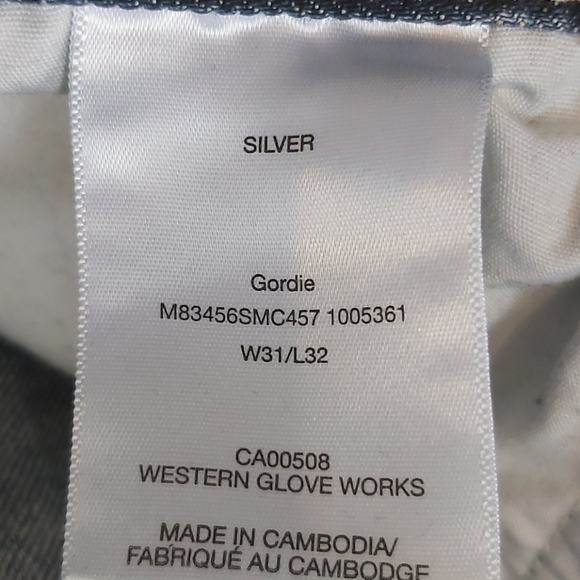 SILVER
Gordie
M83456SMC457 1005361
W31/L32
CA00508
WESTERN GLOVE WORKS
MADE IN CAMBODIA/
FABRIQUÉ AU CAMBODGE